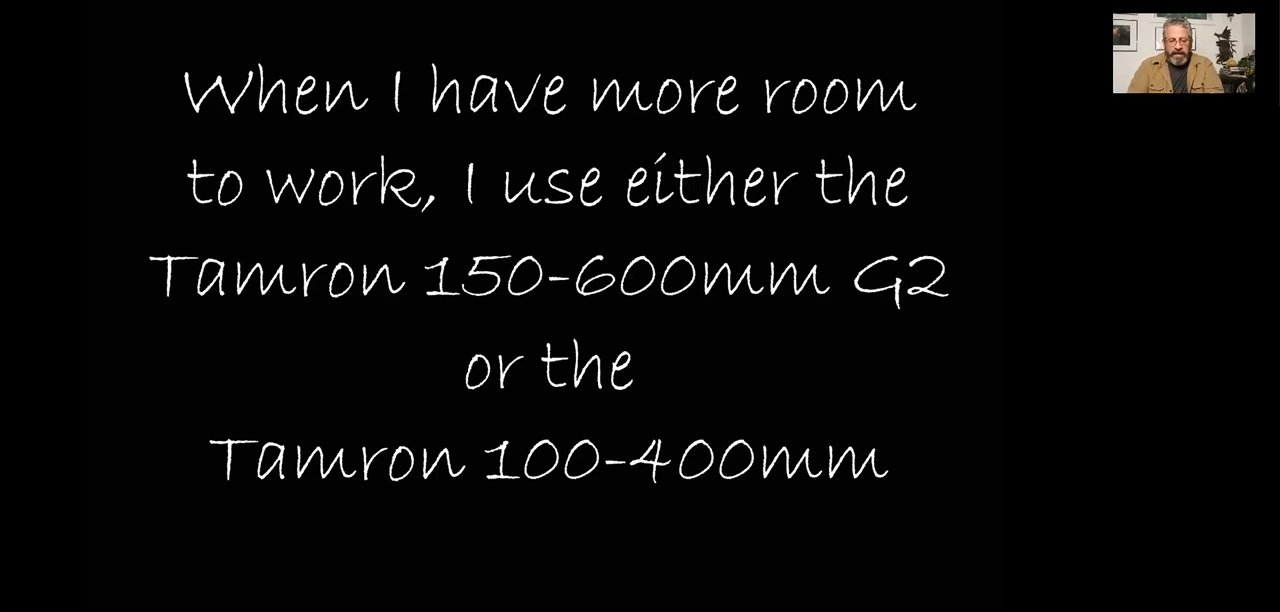 When I have more room
to work, I use either the
Tamron 150-600mm G2
or the
Tamron 100-400mm